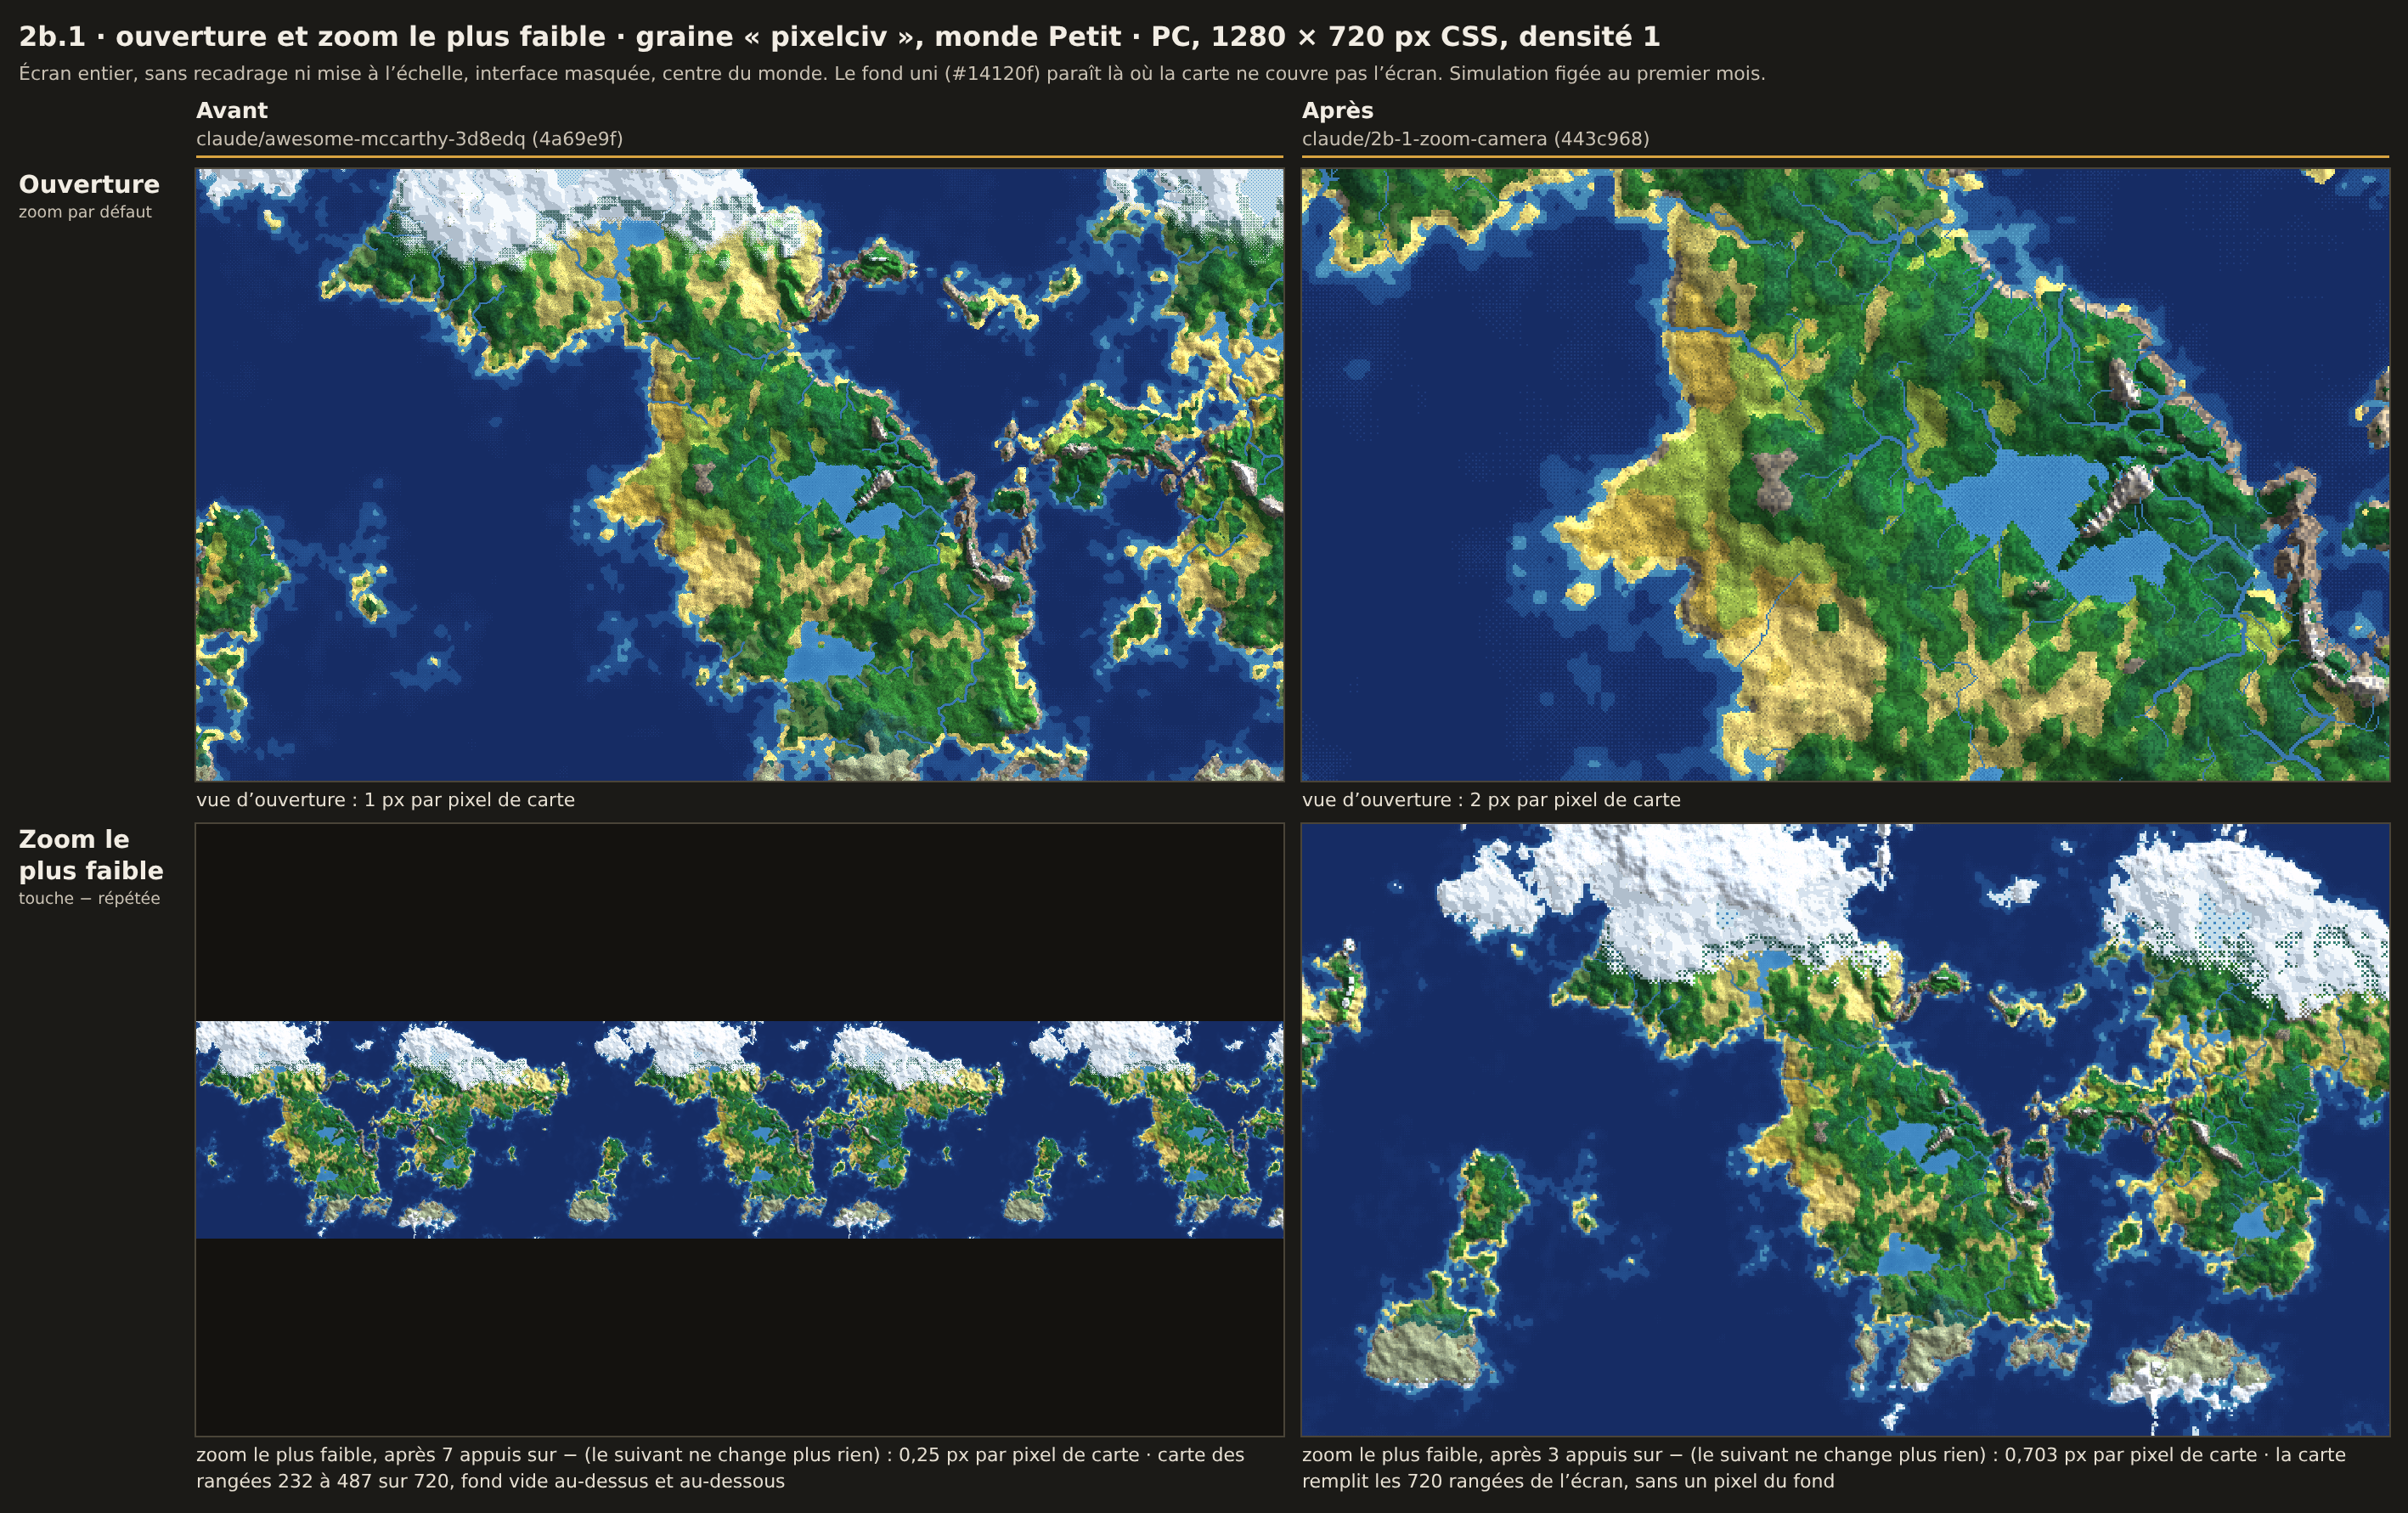 2b.1 · ouverture et zoom le plus faible · graine « pixelciv », monde Petit · PC, 1280 × 720 px CSS, densité 1
Écran entier, sans recadrage ni mise à l’échelle, interface masquée, centre du monde. Le fond uni (#14120f) paraît là où la carte ne couvre pas l’écran. Simulation figée au premier mois.
Avant
claude/awesome-mccarthy-3d8edq (4a69e9f)
Après
claude/2b-1-zoom-camera (443c968)
Ouverture
zoom par défaut
vue d’ouverture : 1 px par pixel de carte
vue d’ouverture : 2 px par pixel de carte
Zoom le
plus faible
touche − répétée
zoom le plus faible, après 7 appuis sur − (le suivant ne change plus rien) : 0,25 px par pixel de carte · carte des
rangées 232 à 487 sur 720, fond vide au-dessus et au-dessous
zoom le plus faible, après 3 appuis sur − (le suivant ne change plus rien) : 0,703 px par pixel de carte · la carte
remplit les 720 rangées de l’écran, sans un pixel du fond